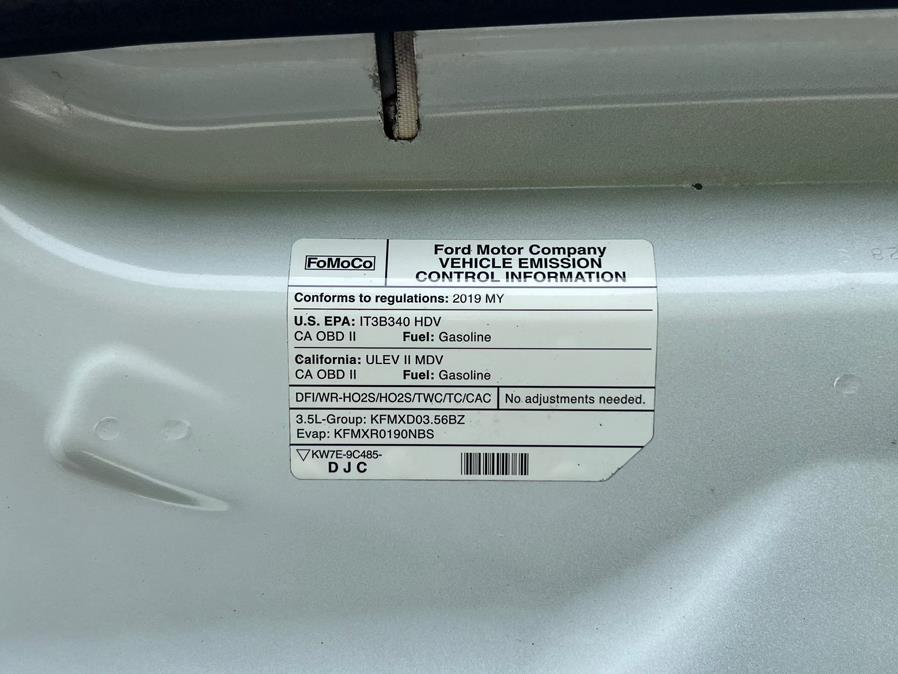 FoMoCo
Ford Motor Company
VEHICLE EMISSION
CONTROL INFORMATION
Conforms to regulations: 2019 MY
U.S. EPA: IT3B340 HDV
CA OBD II Fuel: Gasoline
California: ULEV II MDV
CA OBD II Fuel: Gasoline
DFI/WR-HO2S/HO2S/TWC/TC/CAC No adjustments needed.
3.5L-Group: KFMXD03.56BZ
Evap: KFMXR0190NBS
KW7E-9C485-
D J C